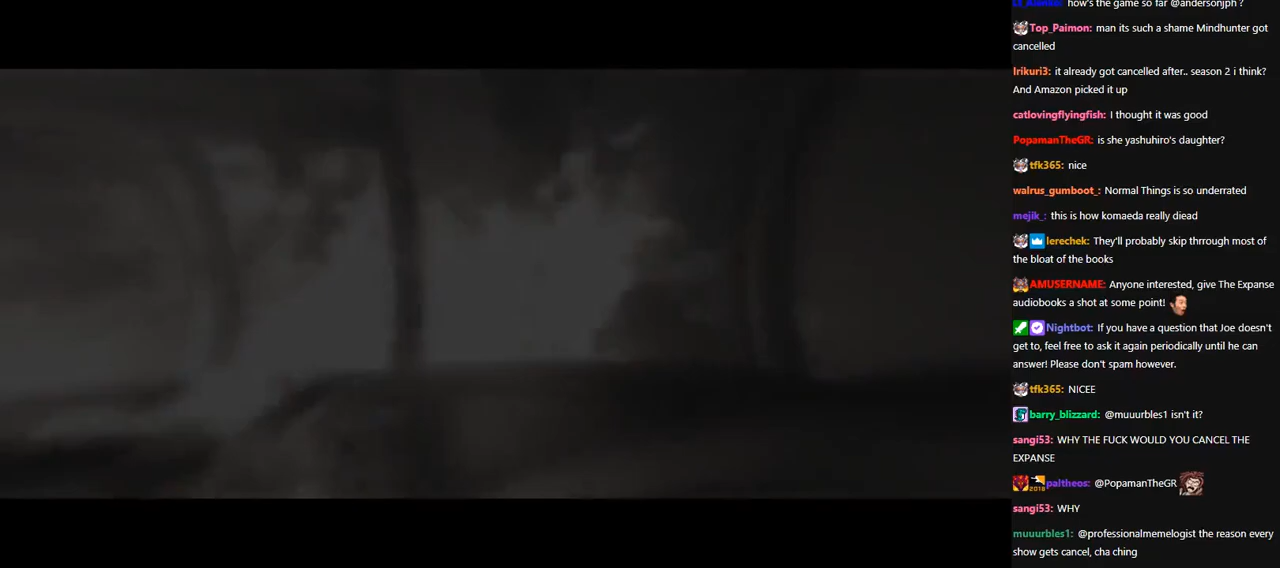 how's the game so far @andersonjph ?
Top_Paimon: man its such a shame Mindhunter got
cancelled
Irikuri3: it already got cancelled after.. season 2 i think?
And Amazon picked it up
catlovingflyingfish: I thought it was good
PopamanTheGR: is she yashuhiro's daughter?
tfk365: nice
walrus_gumboot_: Normal Things is so underrated
mejik_: this is how komaeda really diead
lerechek: They'll probably skip thrrough most of
the bloat of the books
AMUSERNAME: Anyone interested, give The Expanse
audiobooks a shot at some point!
Nightbot: If you have a question that Joe doesn't
get to, feel free to ask it again periodically until he can
answer! Please don't spam however.
tfk365: NICEE
barry_blizzard: @muuurbles1 isn't it?
sangi53: WHY THE FUCK WOULD YOU CANCEL THE
EXPANSE
2018 paltheos: @PopamanTheGR
sangi53: WHY
muuurbles1: @professionalmemelogist the reason every
show gets cancel, cha ching